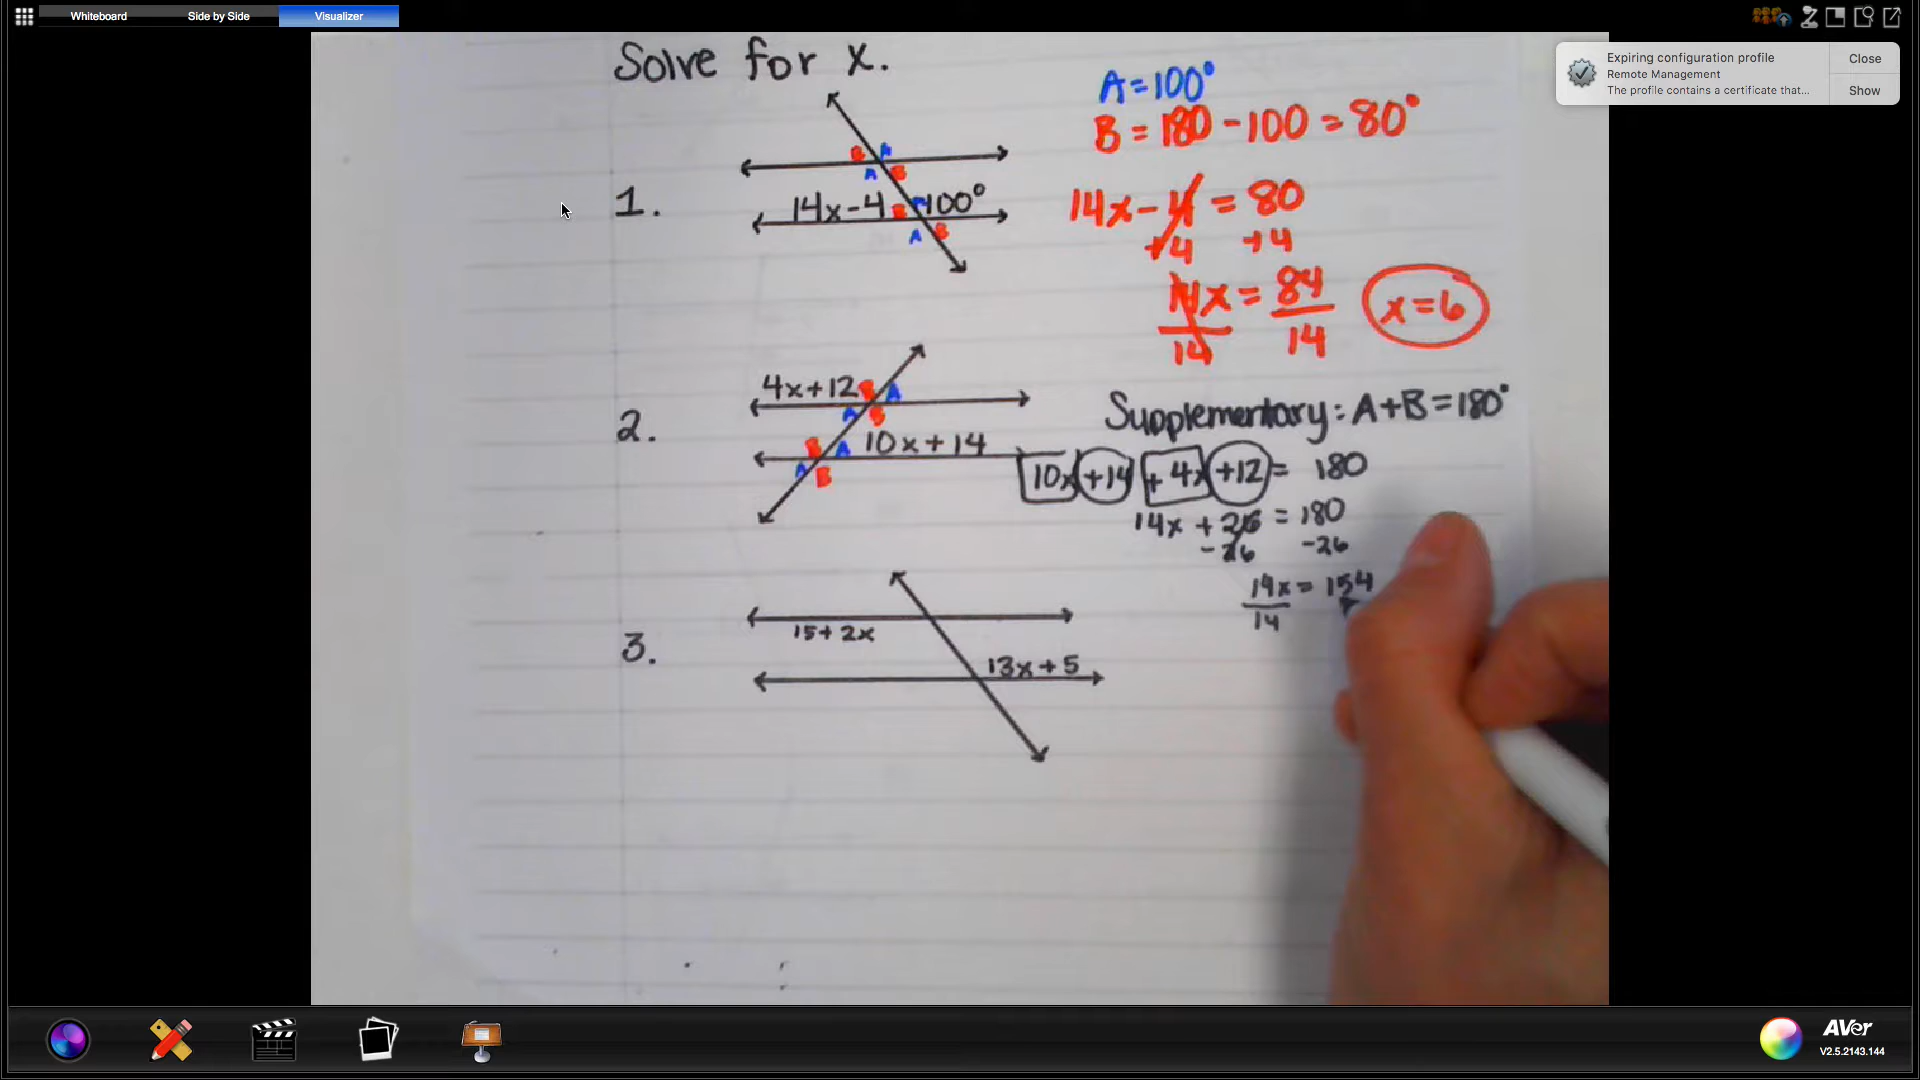 Whiteboard
Side by Side
Visualizer
Expiring configuration profile
Remote Management
The profile contains a certificate that...
Close
Show
Solve for x.
A=100°
B=180-100=80°
1.
B A
A B
14x-4 B A 100°
A B
14x-4=80
+4 +4
14x=84
14 14
x=6
2.
4x+12 B A
A B
B A 10x+14
A B
Supplementary: A+B=180°
10x+14+4x+12=180
14x+26=180
-26 -26
14x=154
14
3.
15+2x
13x+5
AVer
V2.5.2143.144